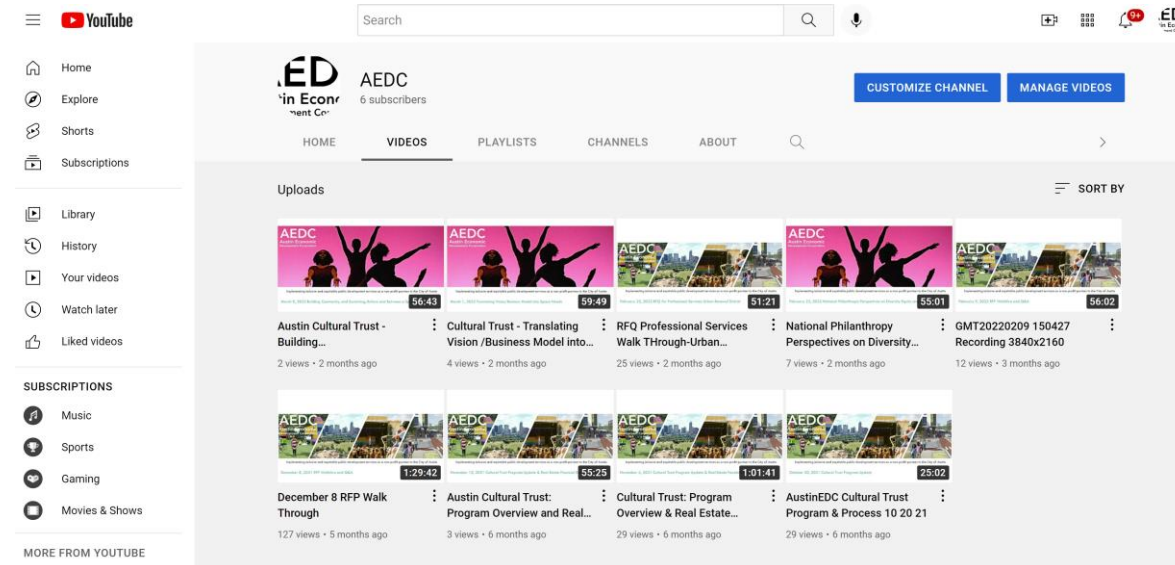 YouTube
Search
9+
Home
Explore
Shorts
Subscriptions
Library
History
Your videos
Watch later
Liked videos
SUBSCRIPTIONS
Music
Sports
Gaming
Movies & Shows
MORE FROM YOUTUBE
AEDC
6 subscribers
CUSTOMIZE CHANNEL
MANAGE VIDEOS
HOME
VIDEOS
PLAYLISTS
CHANNELS
ABOUT
Uploads
SORT BY
AEDC
56:43
Austin Cultural Trust -
Building...
2 views • 2 months ago
AEDC
59:49
Cultural Trust - Translating
Vision /Business Model into...
4 views • 2 months ago
AEDC
51:21
RFQ Professional Services
Walk THrough-Urban...
25 views • 2 months ago
AEDC
55:01
National Philanthropy
Perspectives on Diversity...
7 views • 2 months ago
AEDC
56:02
GMT20220209 150427
Recording 3840x2160
12 views • 3 months ago
AEDC
1:29:42
December 8 RFP Walk
Through
127 views • 5 months ago
AEDC
55:25
Austin Cultural Trust:
Program Overview and Real...
3 views • 6 months ago
AEDC
1:01:41
Cultural Trust: Program
Overview & Real Estate...
29 views • 6 months ago
AEDC
25:02
AustinEDC Cultural Trust
Program & Process 10 20 21
29 views • 6 months ago